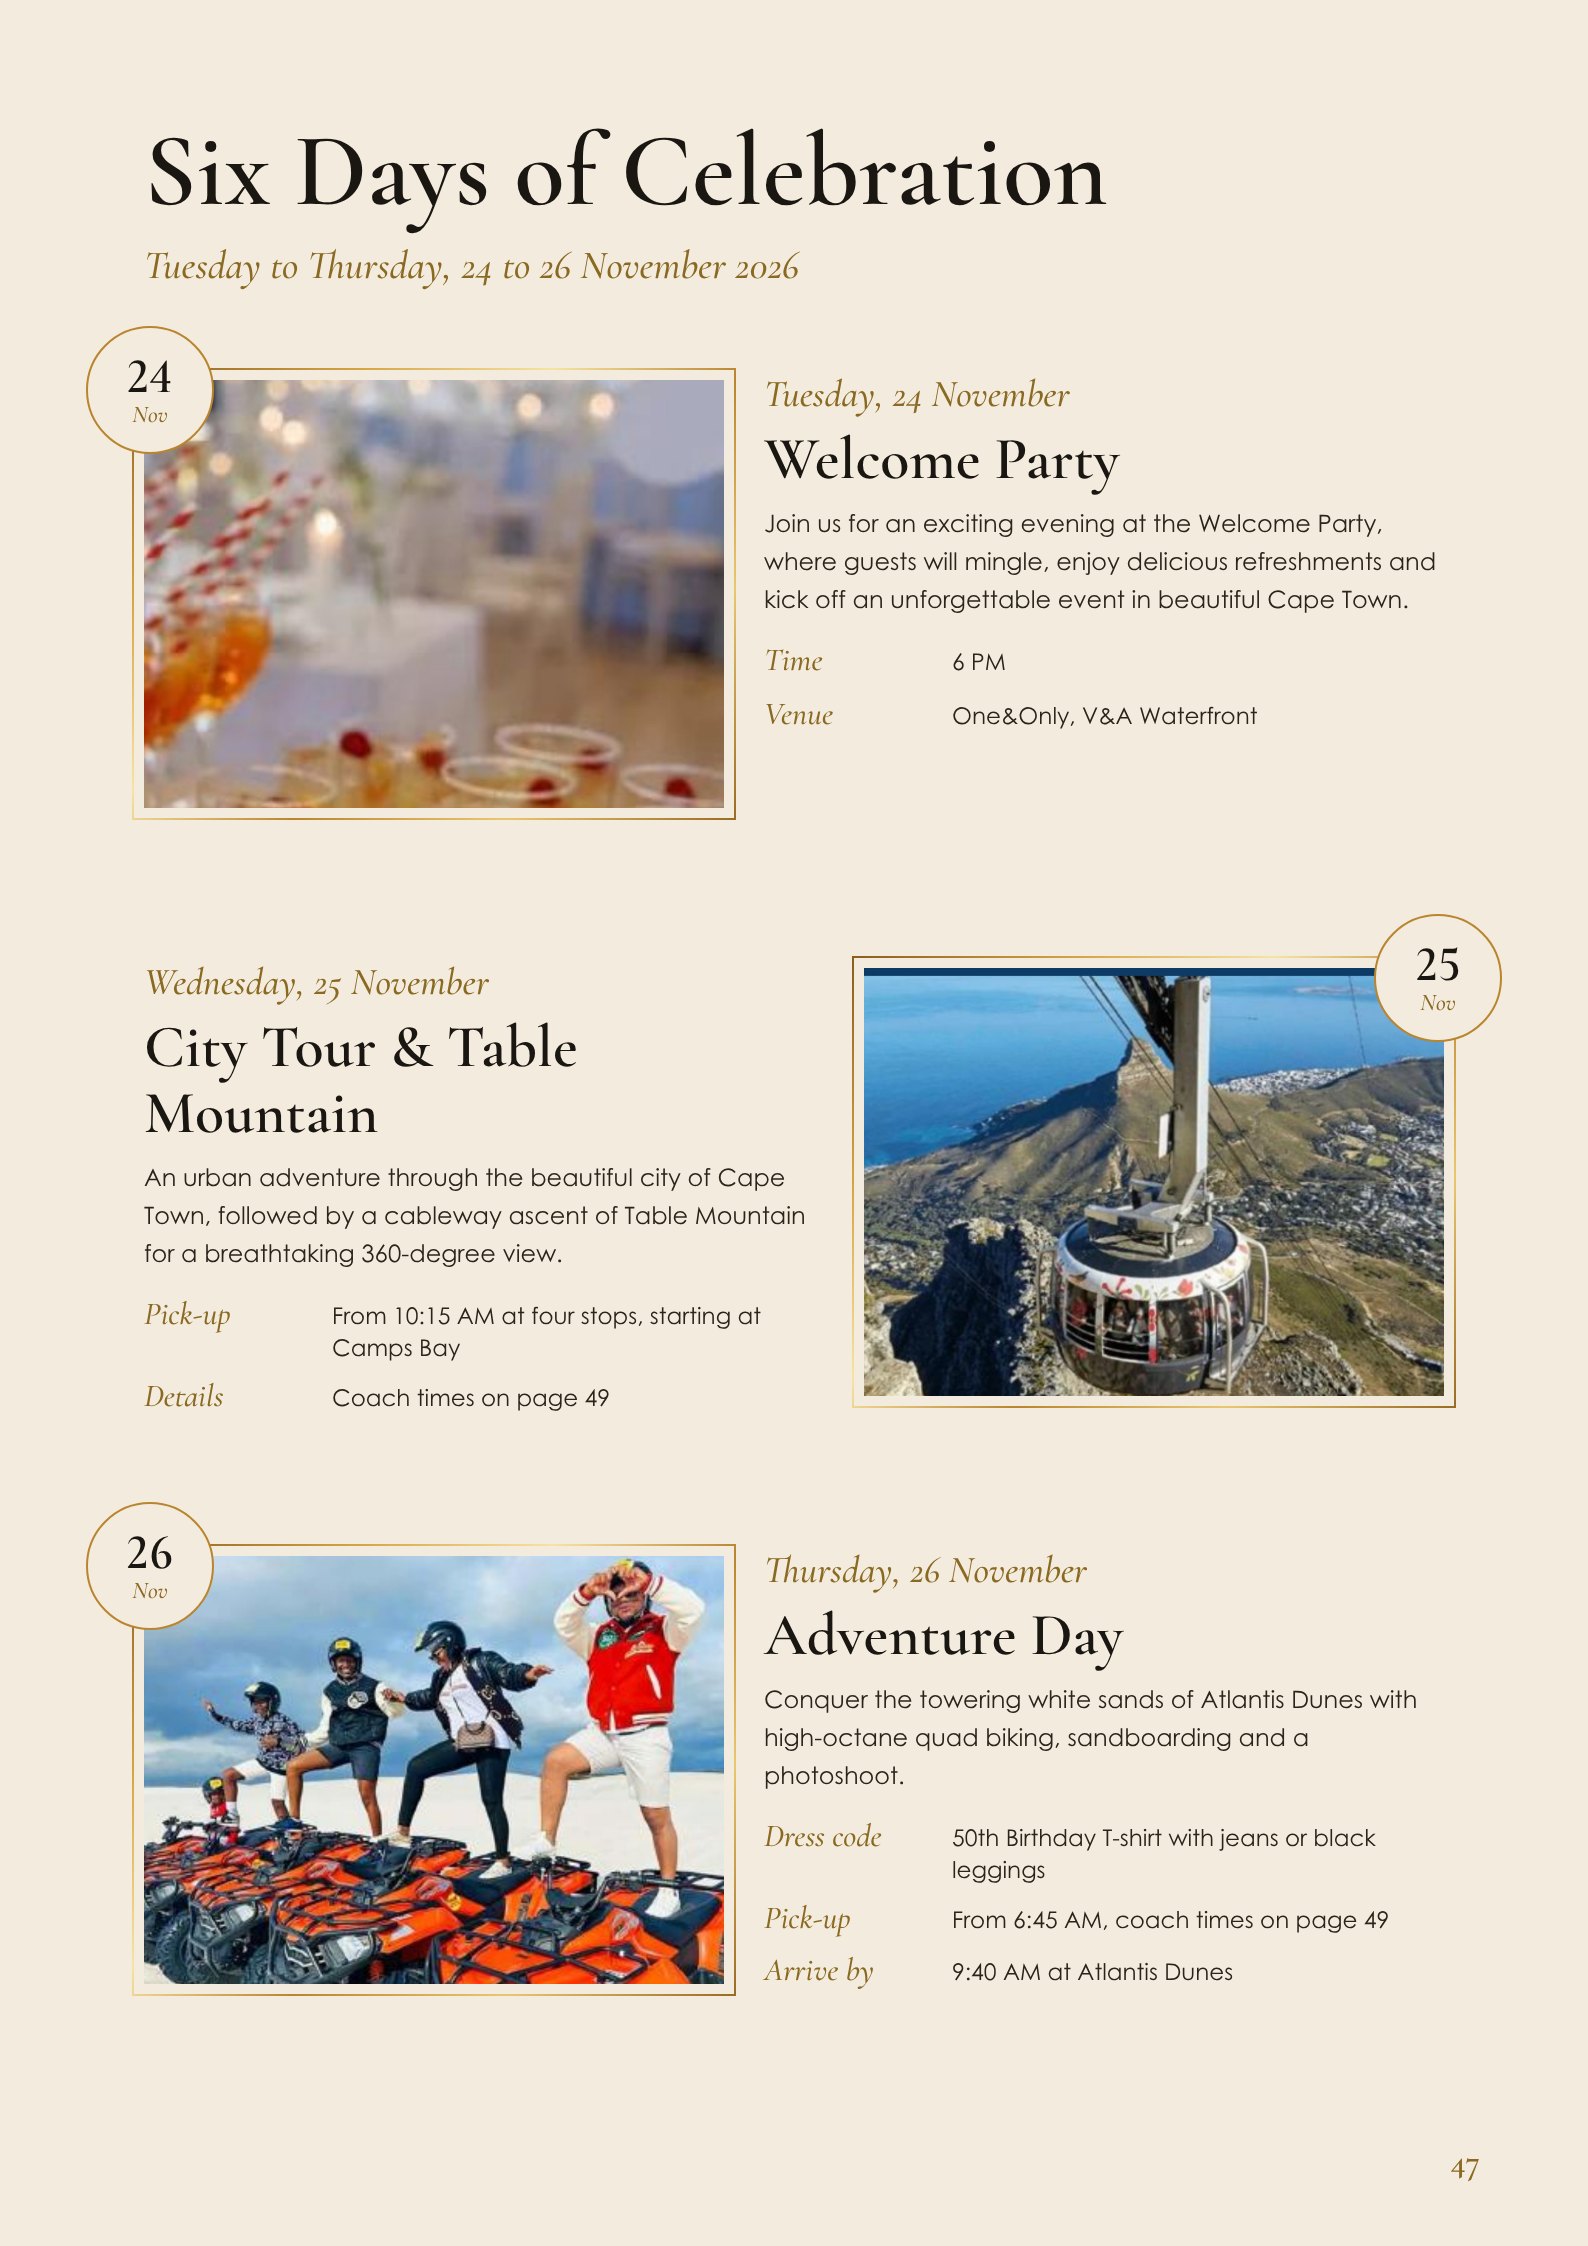 Six Days of Celebration
Tuesday to Thursday, 24 to 26 November 2026
24
Nov
Tuesday, 24 November
Welcome Party
Join us for an exciting evening at the Welcome Party,
where guests will mingle, enjoy delicious refreshments and
kick off an unforgettable event in beautiful Cape Town.
Time 6 PM
Venue One&Only, V&A Waterfront
Wednesday, 25 November
City Tour & Table
Mountain
An urban adventure through the beautiful city of Cape
Town, followed by a cableway ascent of Table Mountain
for a breathtaking 360-degree view.
Pick-up From 10:15 AM at four stops, starting at
Camps Bay
Details Coach times on page 49
25
Nov
26
Nov
Thursday, 26 November
Adventure Day
Conquer the towering white sands of Atlantis Dunes with
high-octane quad biking, sandboarding and a
photoshoot.
Dress code 50th Birthday T-shirt with jeans or black
leggings
Pick-up From 6:45 AM, coach times on page 49
Arrive by 9:40 AM at Atlantis Dunes
47